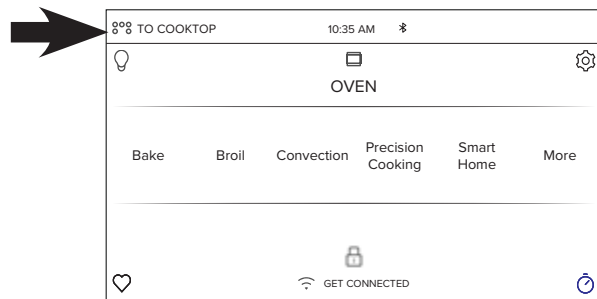 TO COOKTOP 10:35 AM
OVEN
Bake Broil Convection Precision Cooking Smart Home More
GET CONNECTED